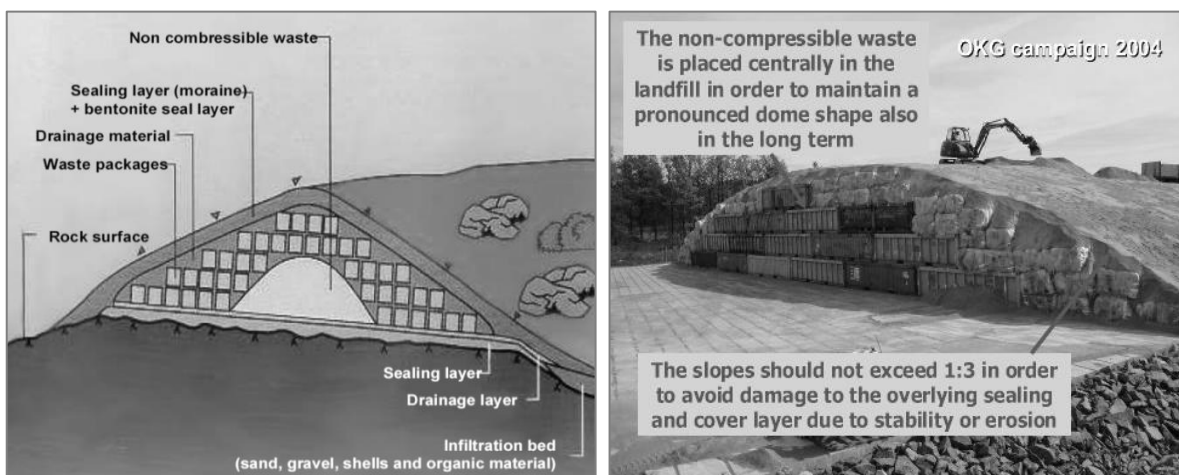 Non combressible waste
Sealing layer (moraine)
+ bentonite seal layer
Drainage material
Waste packages
Rock surface
Sealing layer
Drainage layer
Infiltration bed
(sand, gravel, shells and organic material)
The non-compressible waste
is placed centrally in the
landfill in order to maintain a
pronounced dome shape also
in the long term
OKG campaign 2004
The slopes should not exceed 1:3 in order
to avoid damage to the overlying sealing
and cover layer due to stability or erosion